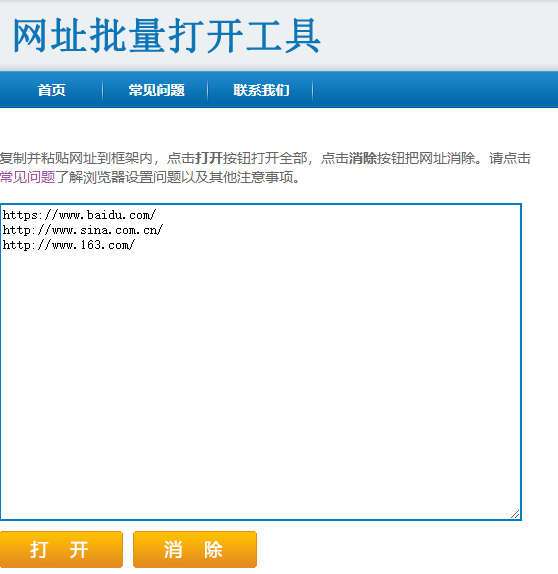 网址批量打开工具
首页 常见问题 联系我们
复制并粘贴网址到框架内，点击打开按钮打开全部，点击消除按钮把网址消除。请点击
常见问题了解浏览器设置问题以及其他注意事项。
https://www.baidu.com/
http://www.sina.com.cn/
http://www.163.com/
打 开 消 除